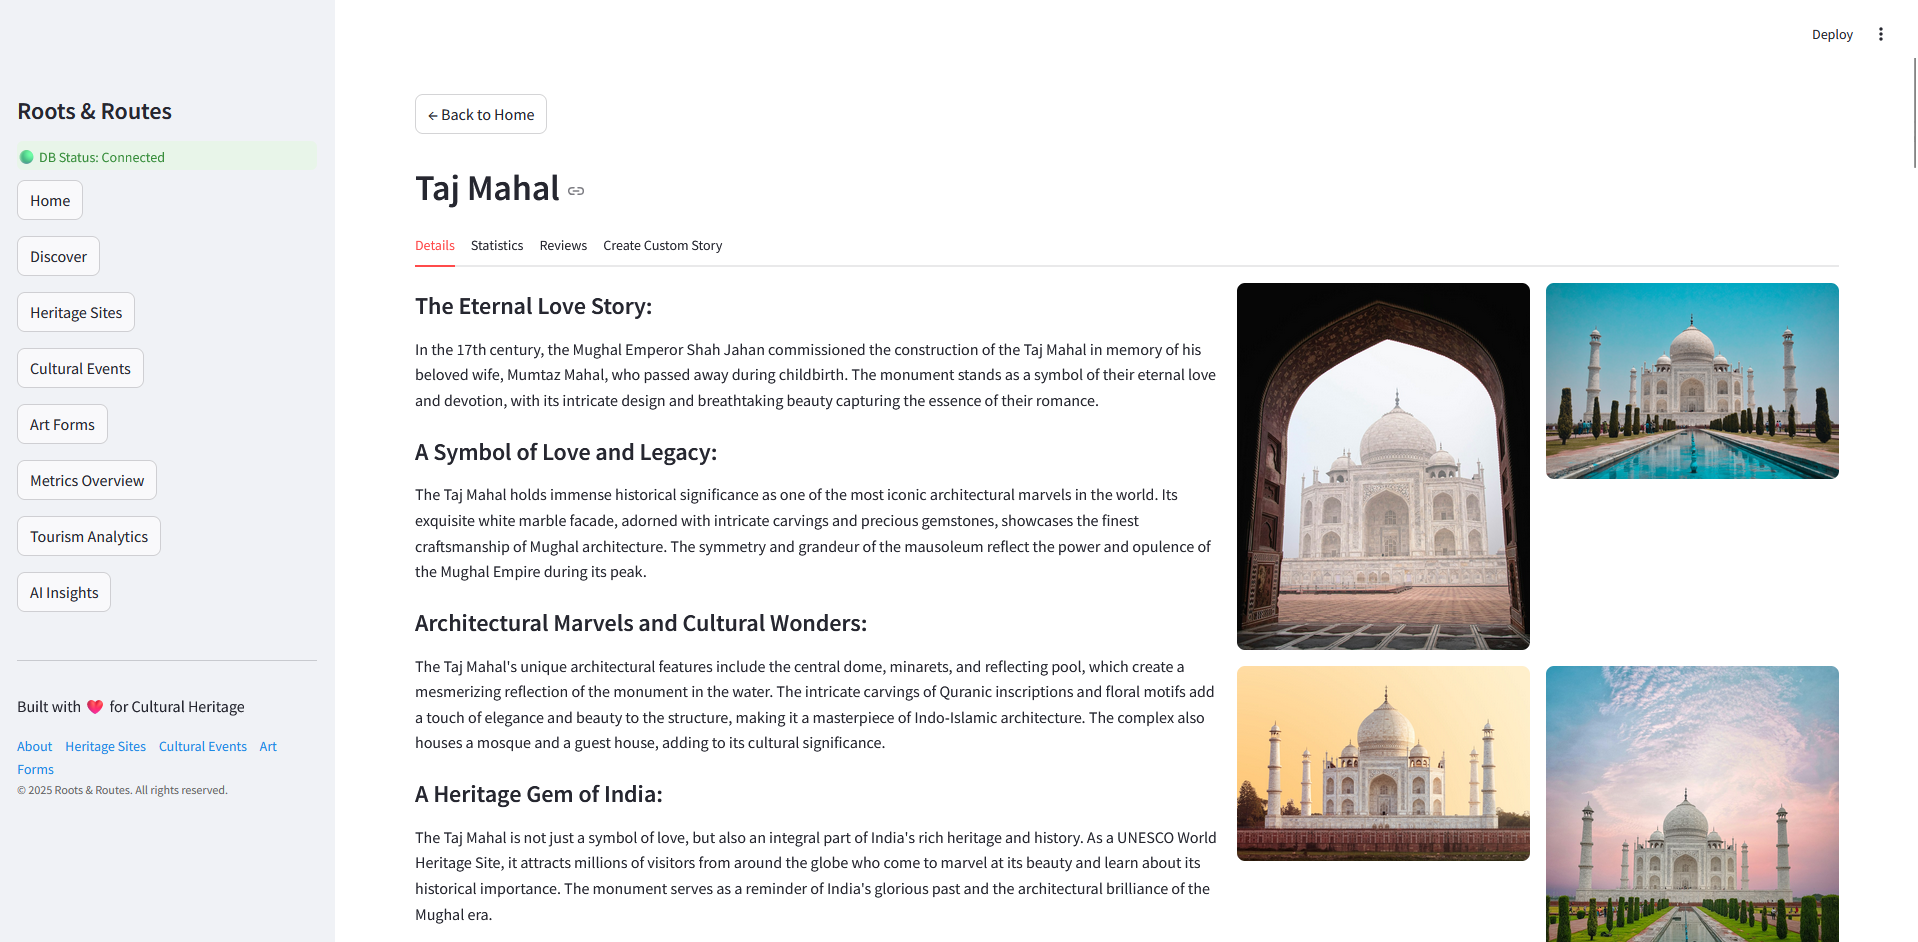 Deploy
Roots & Routes
DB Status: Connected
Home
Discover
Heritage Sites
Cultural Events
Art Forms
Metrics Overview
Tourism Analytics
AI Insights
Built with ❤️ for Cultural Heritage
About Heritage Sites Cultural Events Art
Forms
© 2025 Roots & Routes. All rights reserved.
← Back to Home
Taj Mahal
Details Statistics Reviews Create Custom Story
The Eternal Love Story:
In the 17th century, the Mughal Emperor Shah Jahan commissioned the construction of the Taj Mahal in memory of his
beloved wife, Mumtaz Mahal, who passed away during childbirth. The monument stands as a symbol of their eternal love
and devotion, with its intricate design and breathtaking beauty capturing the essence of their romance.
A Symbol of Love and Legacy:
The Taj Mahal holds immense historical significance as one of the most iconic architectural marvels in the world. Its
exquisite white marble facade, adorned with intricate carvings and precious gemstones, showcases the finest
craftsmanship of Mughal architecture. The symmetry and grandeur of the mausoleum reflect the power and opulence of
the Mughal Empire during its peak.
Architectural Marvels and Cultural Wonders:
The Taj Mahal's unique architectural features include the central dome, minarets, and reflecting pool, which create a
mesmerizing reflection of the monument in the water. The intricate carvings of Quranic inscriptions and floral motifs add
a touch of elegance and beauty to the structure, making it a masterpiece of Indo-Islamic architecture. The complex also
houses a mosque and a guest house, adding to its cultural significance.
A Heritage Gem of India:
The Taj Mahal is not just a symbol of love, but also an integral part of India's rich heritage and history. As a UNESCO World
Heritage Site, it attracts millions of visitors from around the globe who come to marvel at its beauty and learn about its
historical importance. The monument serves as a reminder of India's glorious past and the architectural brilliance of the
Mughal era.